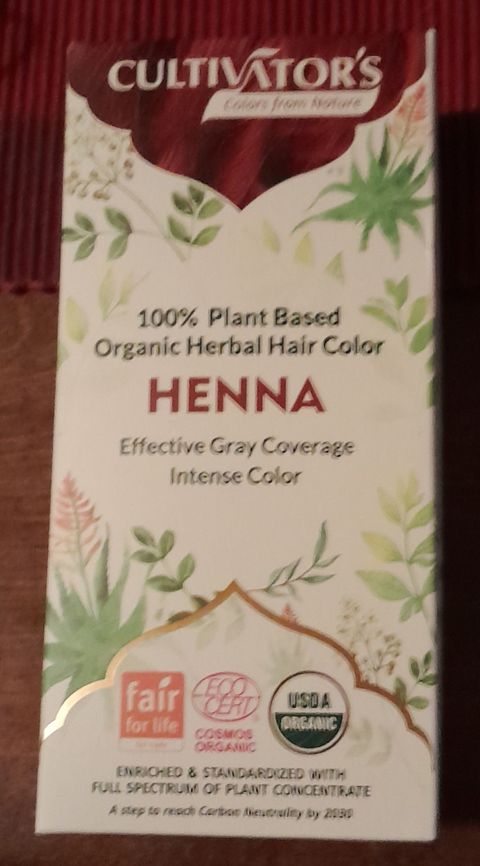 CULTIVATOR'S
Colors from Nature
100% Plant Based
Organic Herbal Hair Color
HENNA
Effective Gray Coverage
Intense Color
fair
for life
ECO
CERT
COSMOS
ORGANIC
USDA
ORGANIC
ENRICHED & STANDARDIZED WITH
FULL SPECTRUM OF PLANT CONCENTRATE
A step to reach Carbon Neutrality by 2030